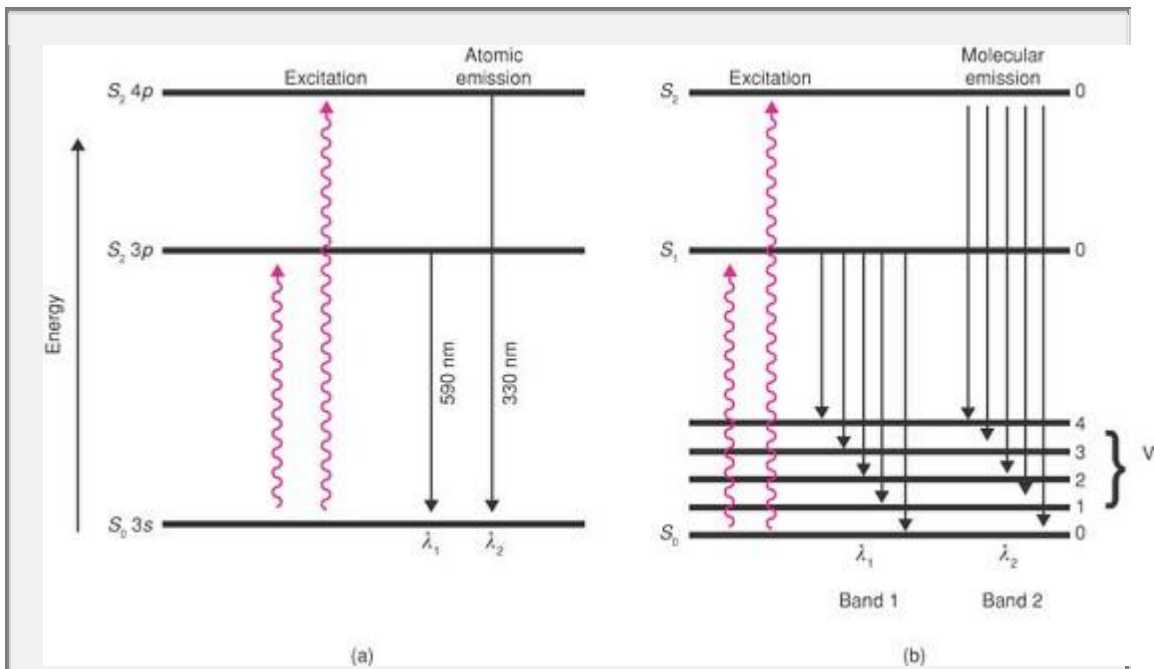 Excitation
Atomic
emission
S₂ 4p
S₂ 3p
Energy
590 nm
330 nm
S₀ 3s
λ₁
λ₂
(a)
Excitation
Molecular
emission
S₂
0
S₁
0
4
3
2
1
0
V
S₀
λ₁
λ₂
Band 1
Band 2
(b)